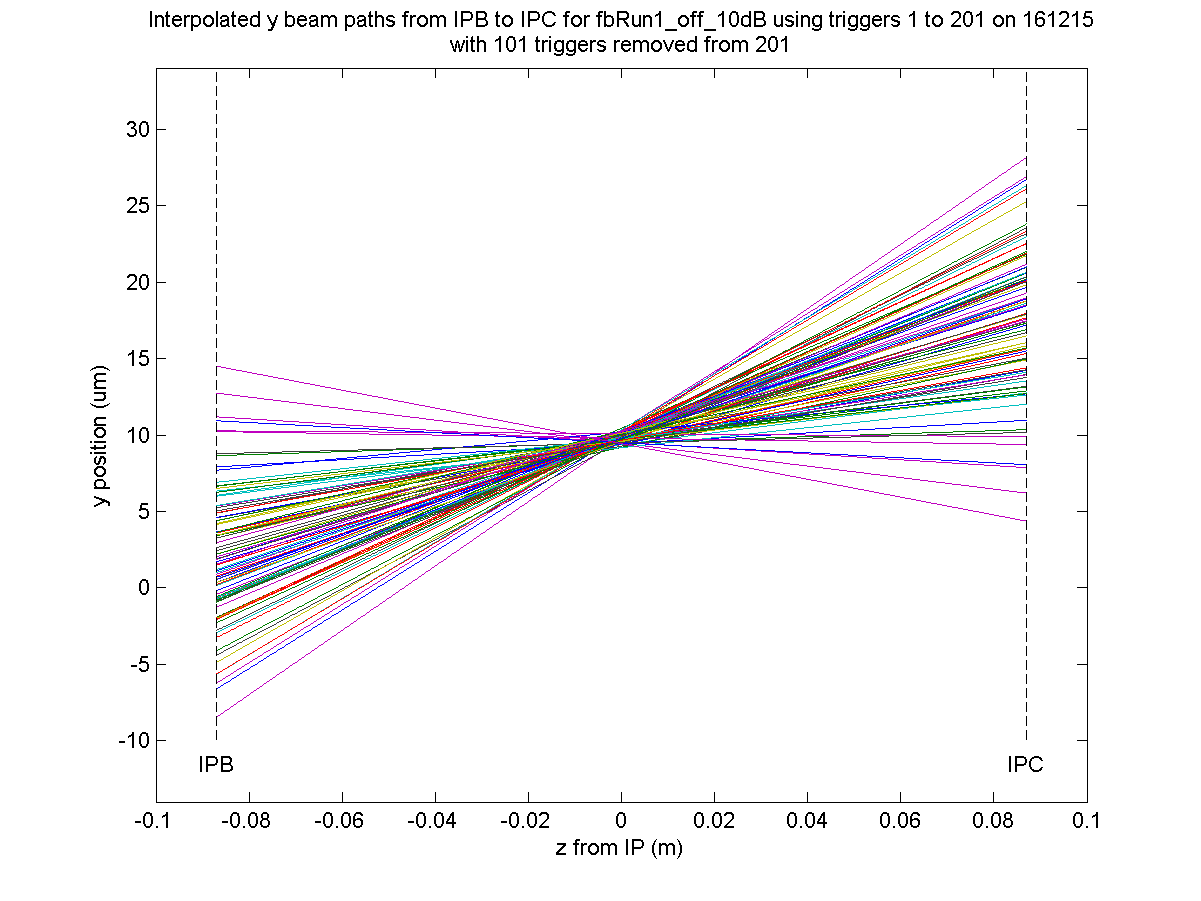 Interpolated y beam paths from IPB to IPC for fbRun1_off_10dB using triggers 1 to 201 on 161215
with 101 triggers removed from 201
30
25
20
15
10
5
0
-5
-10
y position (um)
IPB
IPC
-0.1 -0.08 -0.06 -0.04 -0.02 0 0.02 0.04 0.06 0.08 0.1
z from IP (m)